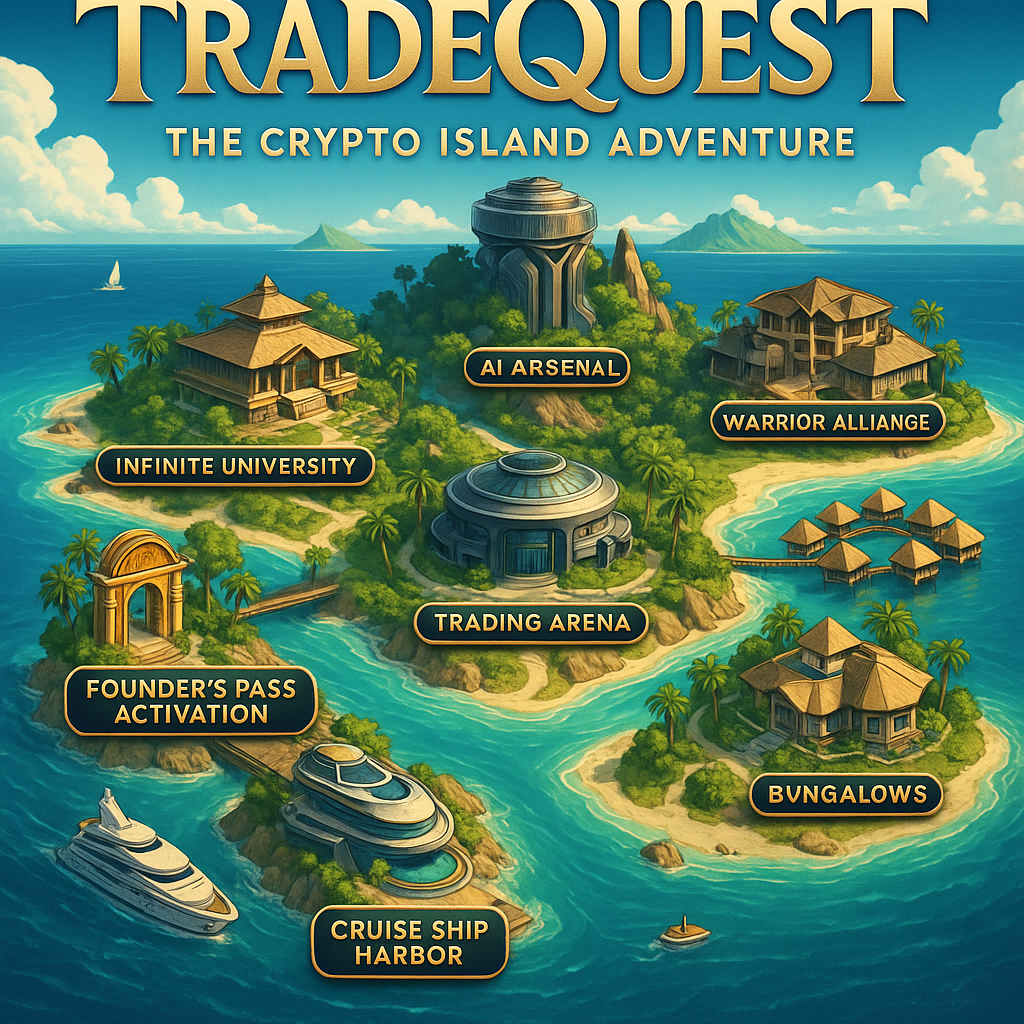 TRADEQUEST
THE CRYPTO ISLAND ADVENTURE
AI ARSENAL
WARRIOR ALLIANGE
INFINITE UNIVERSITY
TRADING ARENA
FOUNDER'S PASS
ACTIVATION
BVNGALOWS
CRUISE SHIP
HARBOR